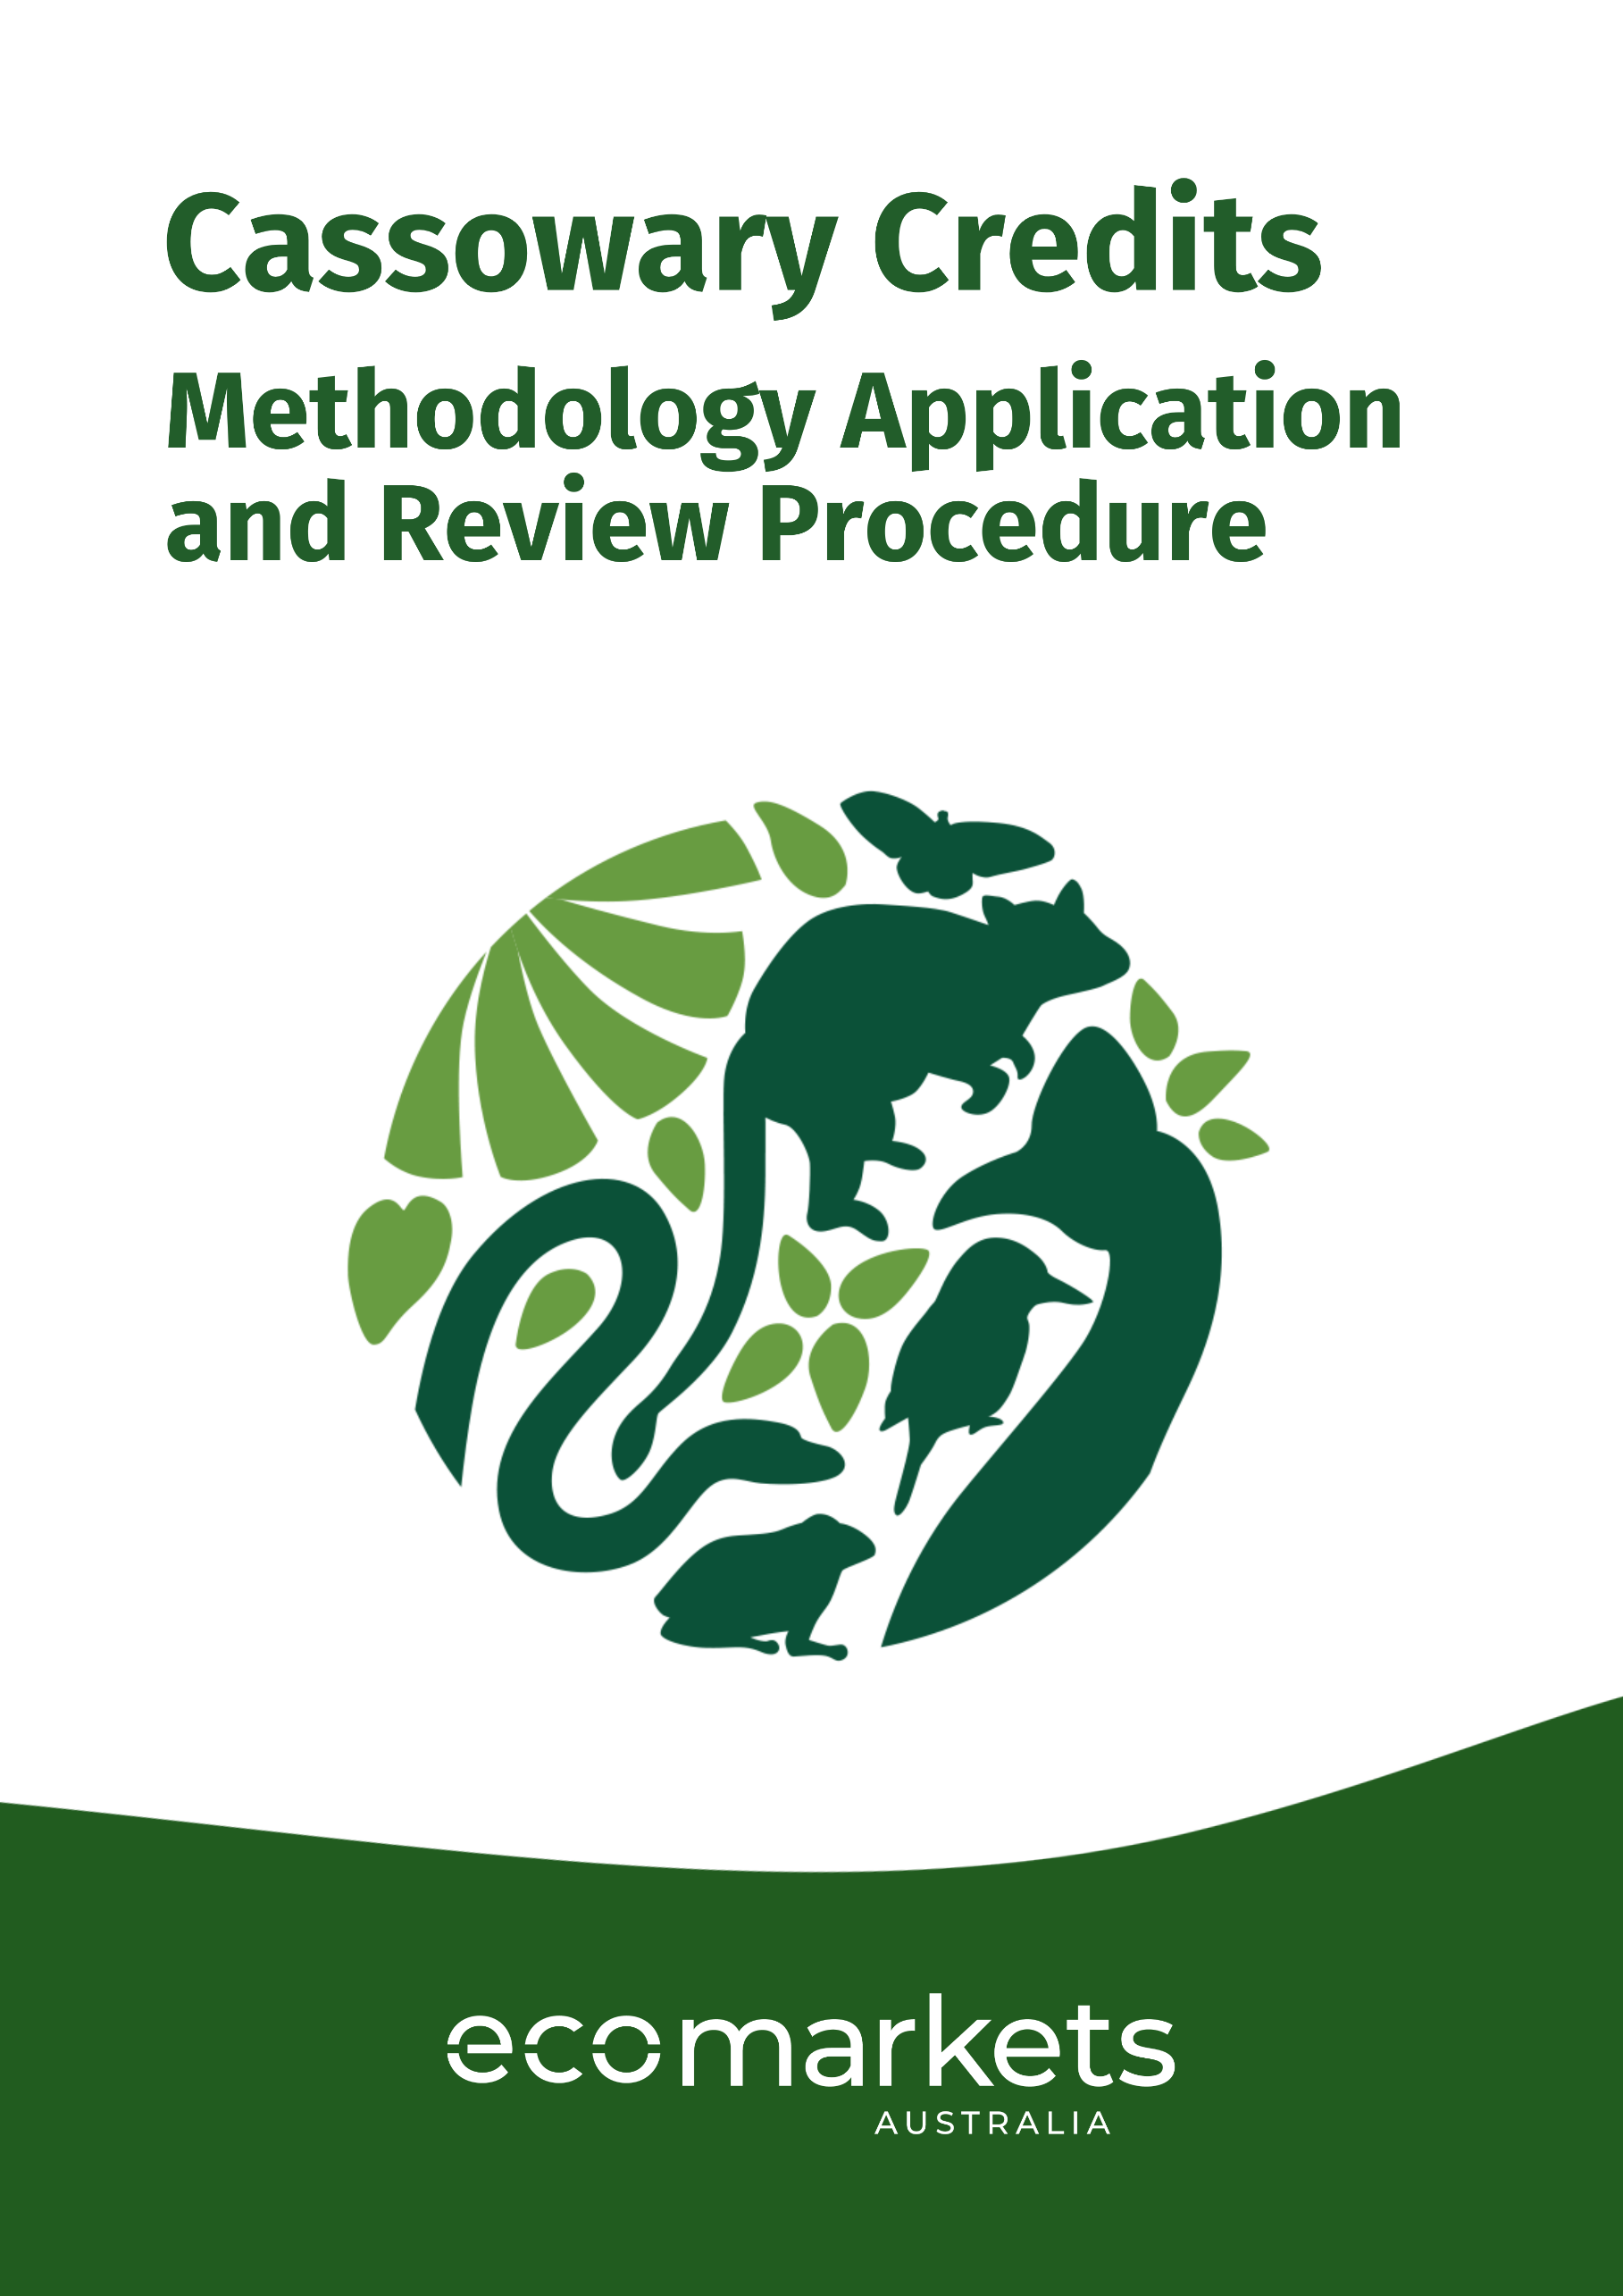 Cassowary Credits
Methodology Application
and Review Procedure
ecomarkets
AUSTRALIA